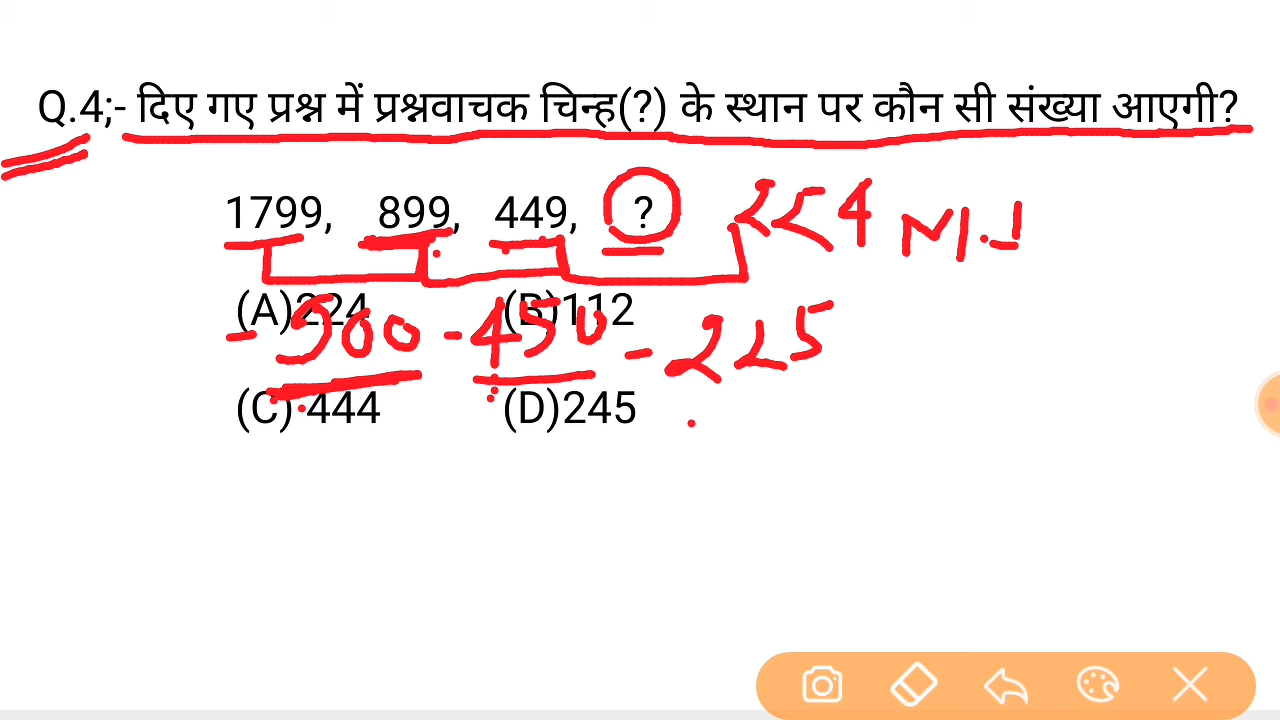 Q.4;- दिए गए प्रश्न में प्रश्नवाचक चिन्ह(?) के स्थान पर कौन सी संख्या आएगी?
1799, 899, 449, ? 224 M.1
(A)224 (B)112
- 900 - 450 - 225
(C) 444 (D)245